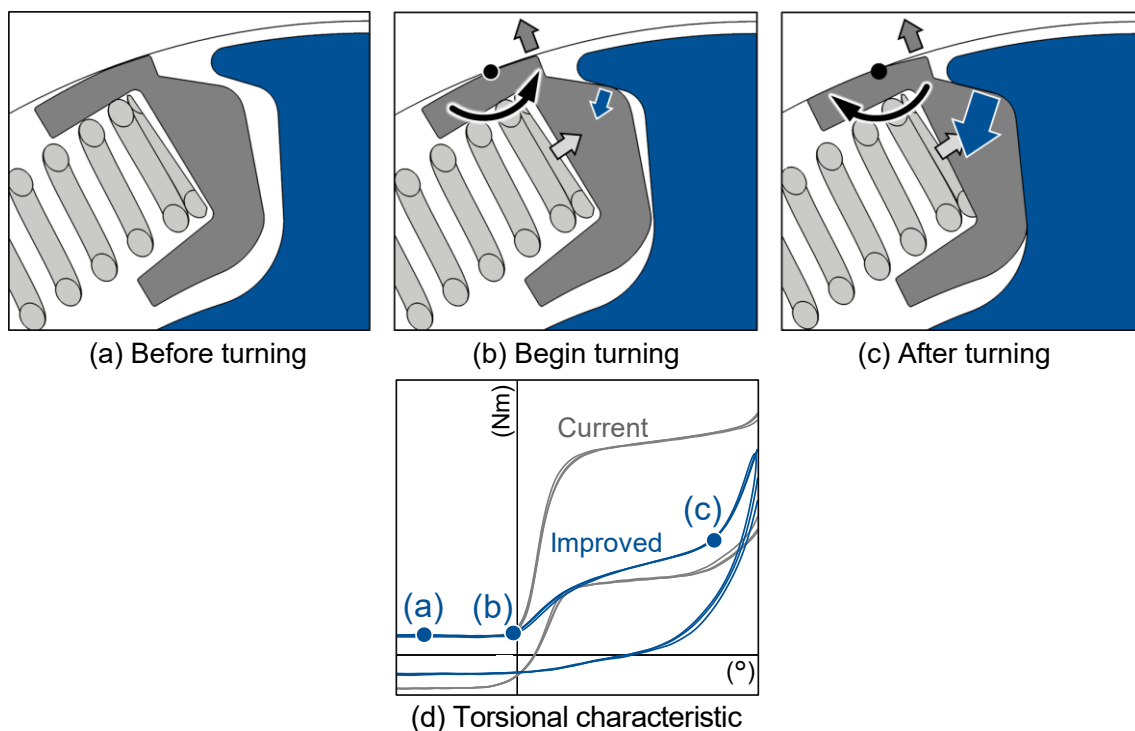 (a) Before turning
(b) Begin turning
(c) After turning
(Nm)
Current
(c)
Improved
(a)
(b)
(°)
(d) Torsional characteristic